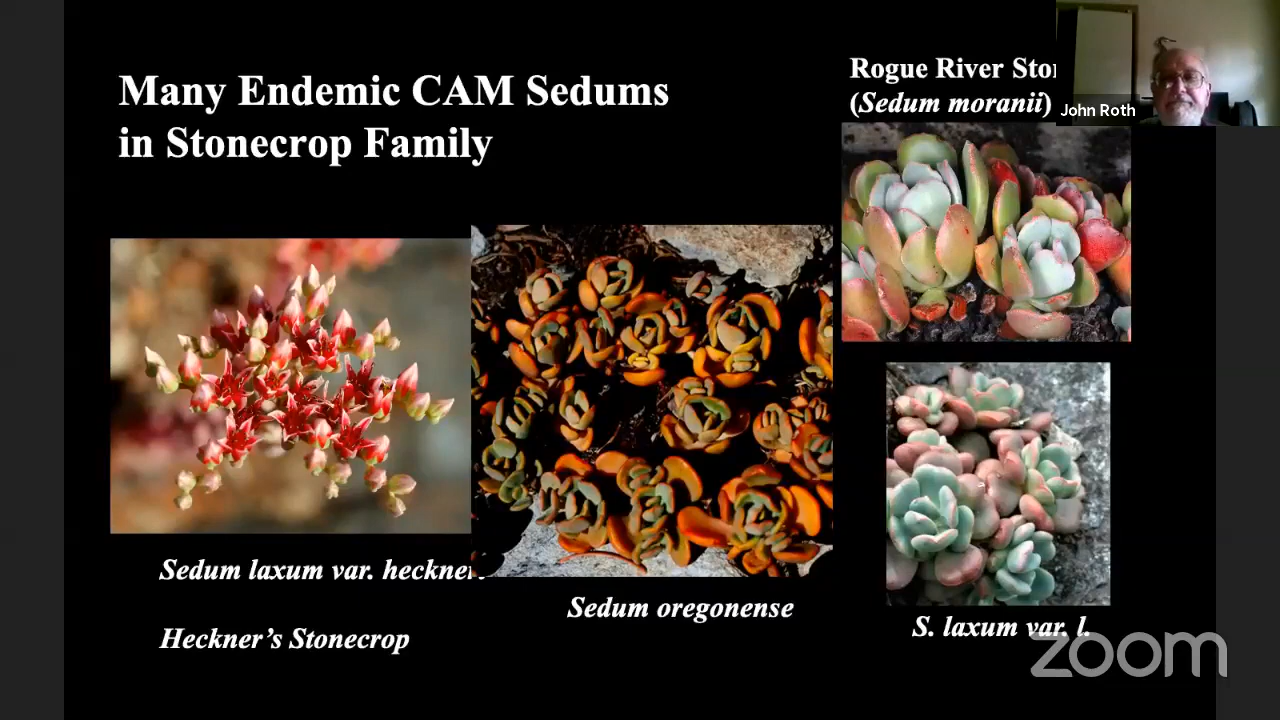 Many Endemic CAM Sedums
in Stonecrop Family
Rogue River
(Sedum moranii)
John Roth
Sedum laxum var.
Heckner’s Stonecrop
Sedum oregonense
S. laxum var. l.
zoom